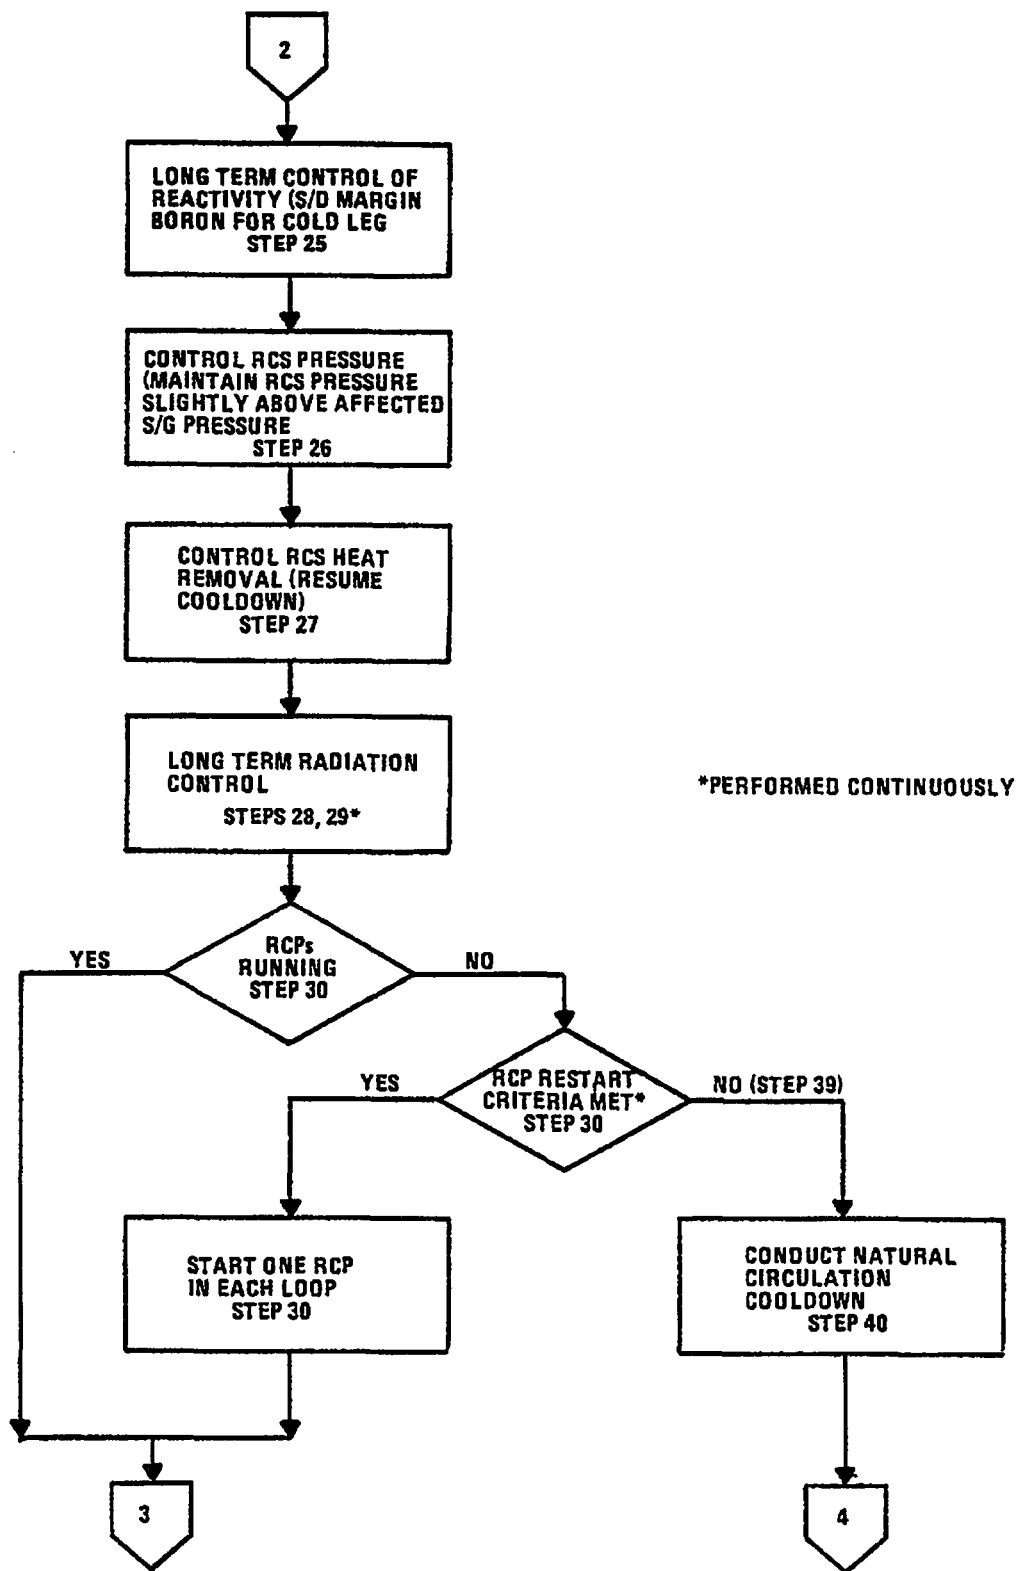 2
LONG TERM CONTROL OF
REACTIVITY (S/D MARGIN
BORON FOR COLD LEG
STEP 25
CONTROL RCS PRESSURE
(MAINTAIN RCS PRESSURE
SLIGHTLY ABOVE AFFECTED
S/G PRESSURE
STEP 26
CONTROL RCS HEAT
REMOVAL (RESUME
COOLDOWN)
STEP 27
LONG TERM RADIATION
CONTROL
STEPS 28, 29*
*PERFORMED CONTINUOUSLY
RCPs
RUNNING
STEP 30
YES
NO
RCP RESTART
CRITERIA MET*
STEP 30
YES
NO (STEP 39)
START ONE RCP
IN EACH LOOP
STEP 30
CONDUCT NATURAL
CIRCULATION
COOLDOWN
STEP 40
3
4